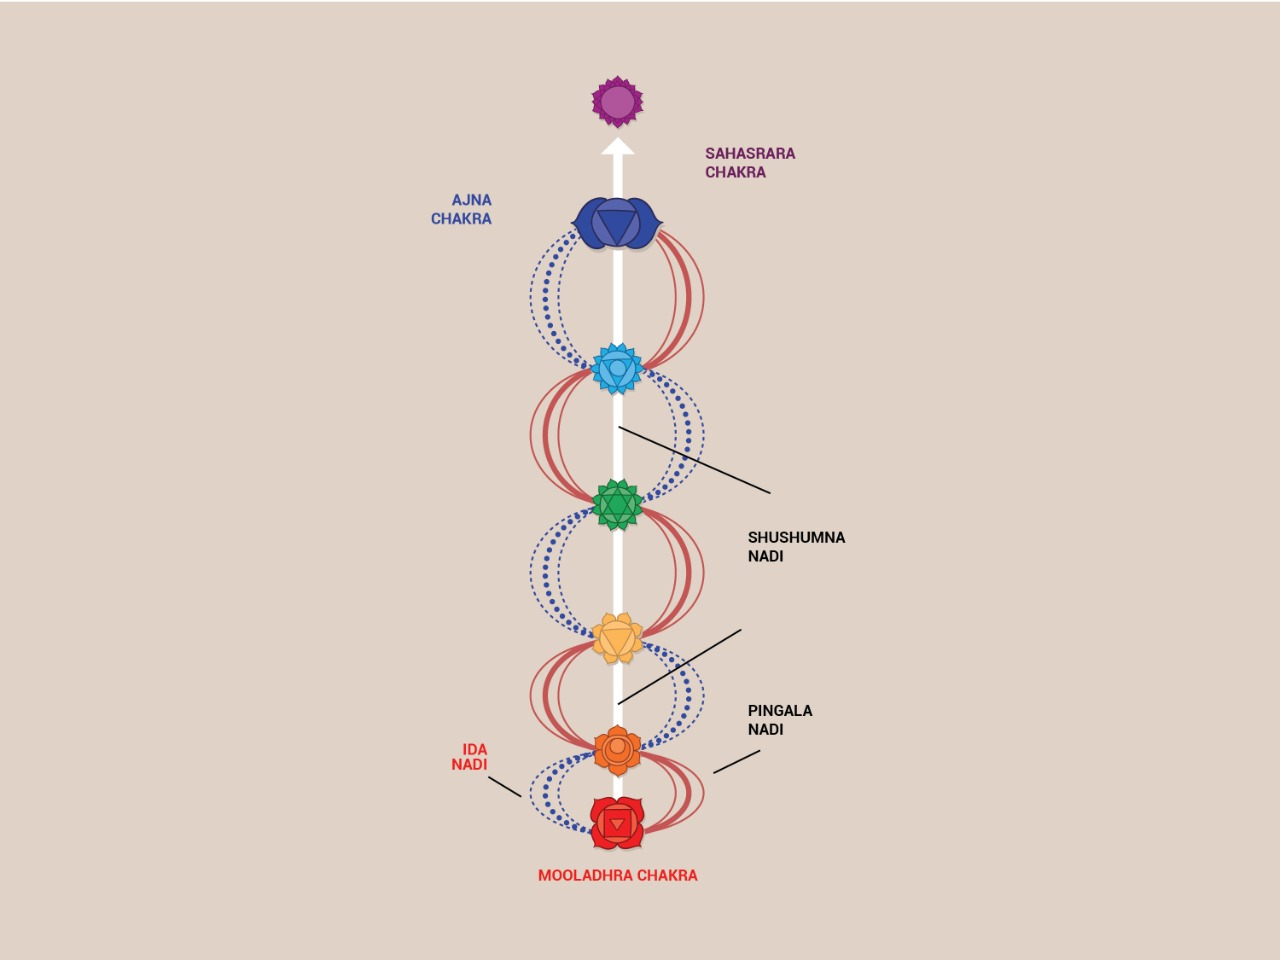 SAHASRARA
CHAKRA
AJNA
CHAKRA
SHUSHUMNA
NADI
PINGALA
NADI
IDA
NADI
MOOLADHRA CHAKRA